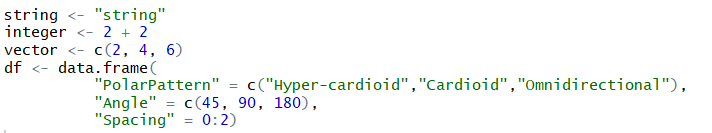 string <- "string"
integer <- 2 + 2
vector <- c(2, 4, 6)
df <- data.frame(
"PolarPattern" = c("Hyper-cardioid","Cardioid","Omnidirectional"),
"Angle" = c(45, 90, 180),
"Spacing" = 0:2)